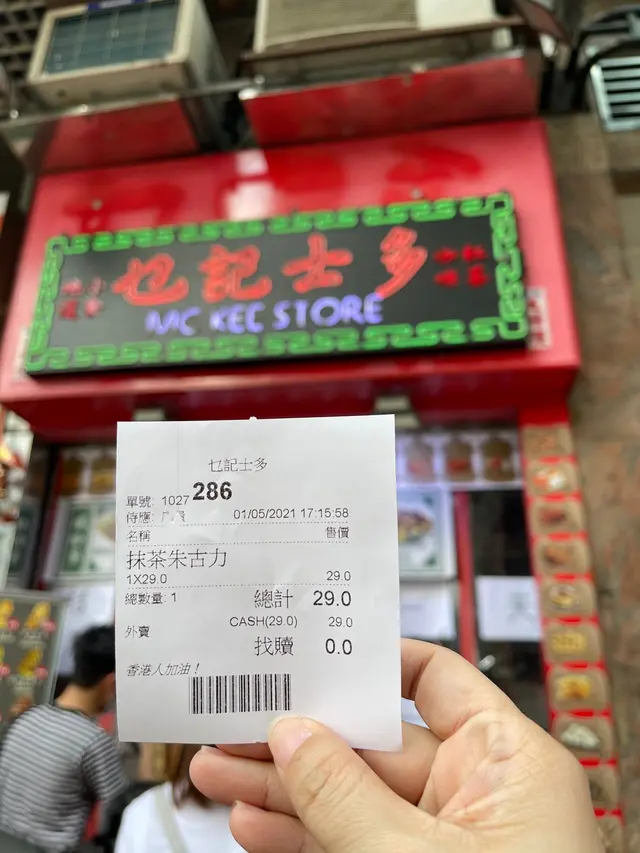 乜記士多
MC KEE STORE
乜記士多
單號: 1027 286
01/05/2021 17:15:58
名稱 售價
抹茶朱古力
1X29.0 29.0
總數量: 1 總計 29.0
CASH(29.0) 29.0
外賣
找贖 0.0
香港人加油！